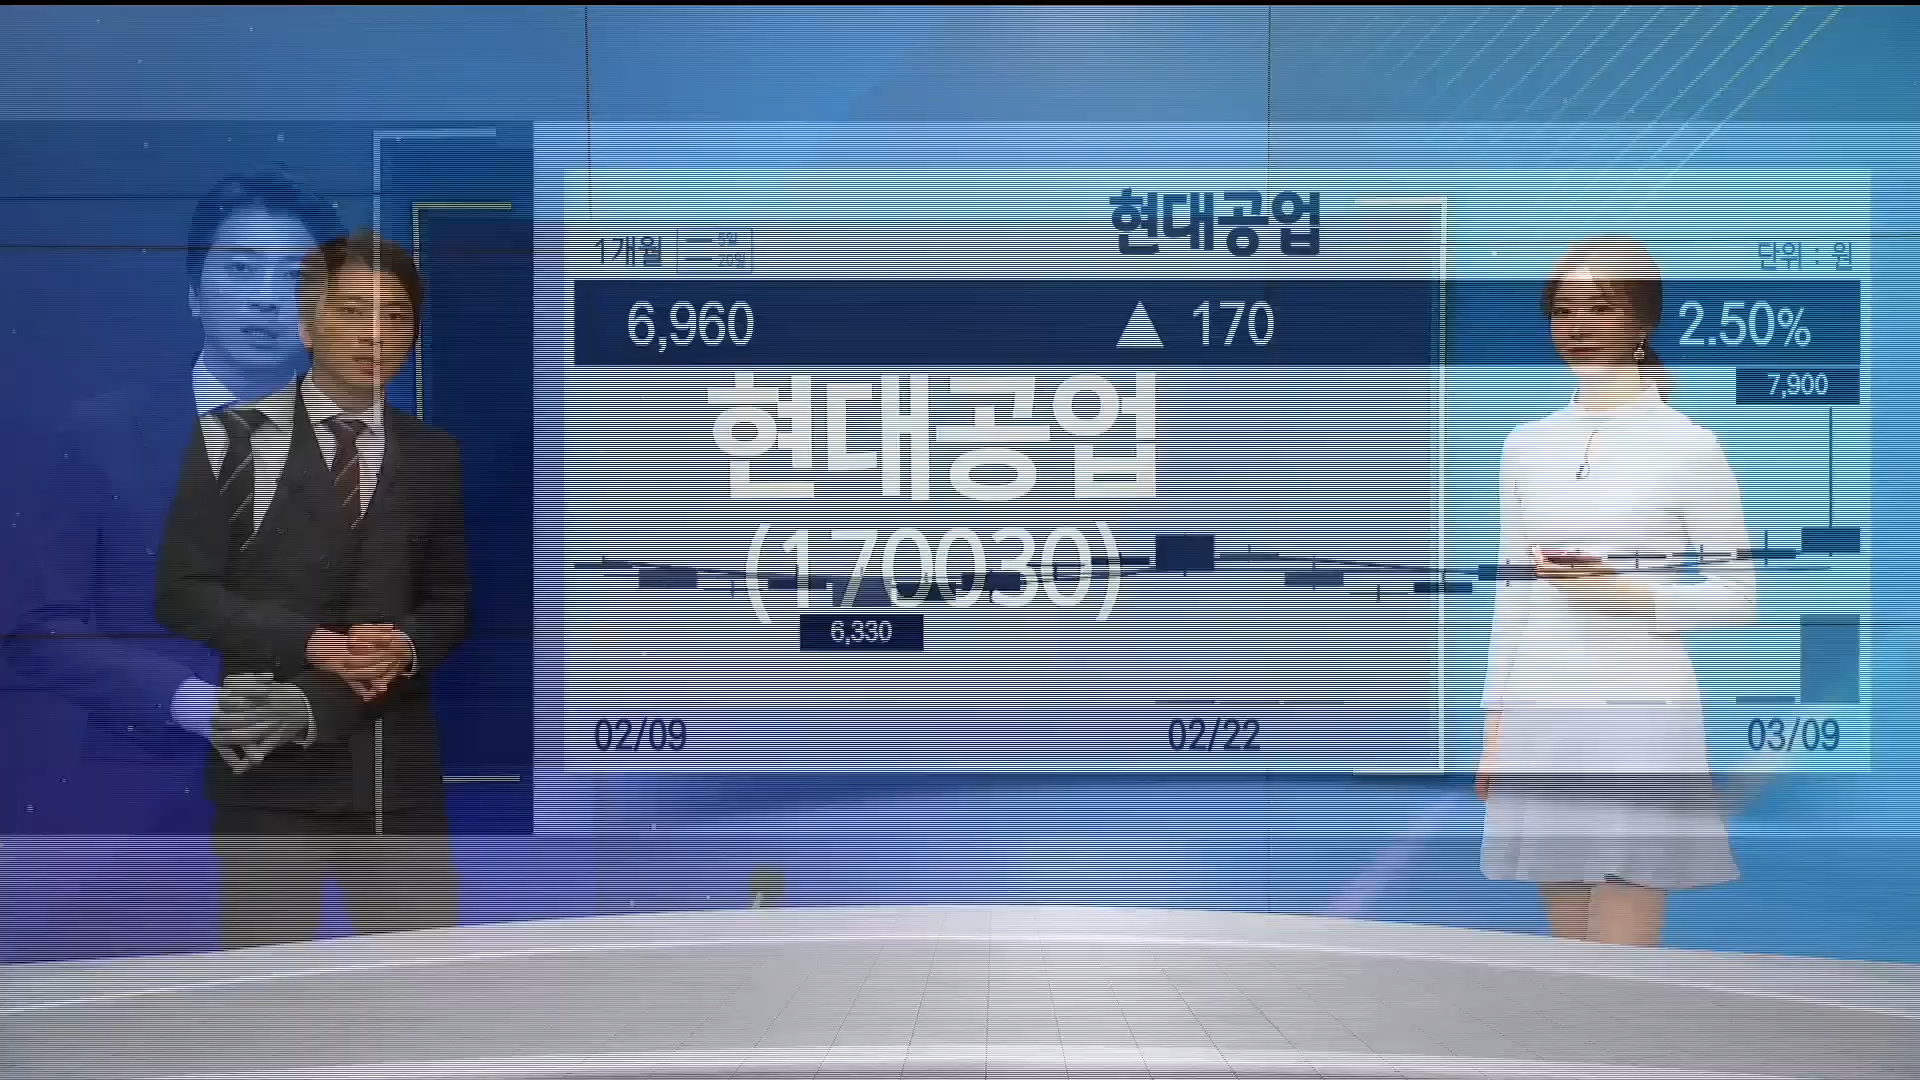 현대공업
1개월
5일
20일
단위 : 원
6,960 ▲ 170 2.50%
7,900
현대공업
(170030)
6,330
02/09 02/22 03/09